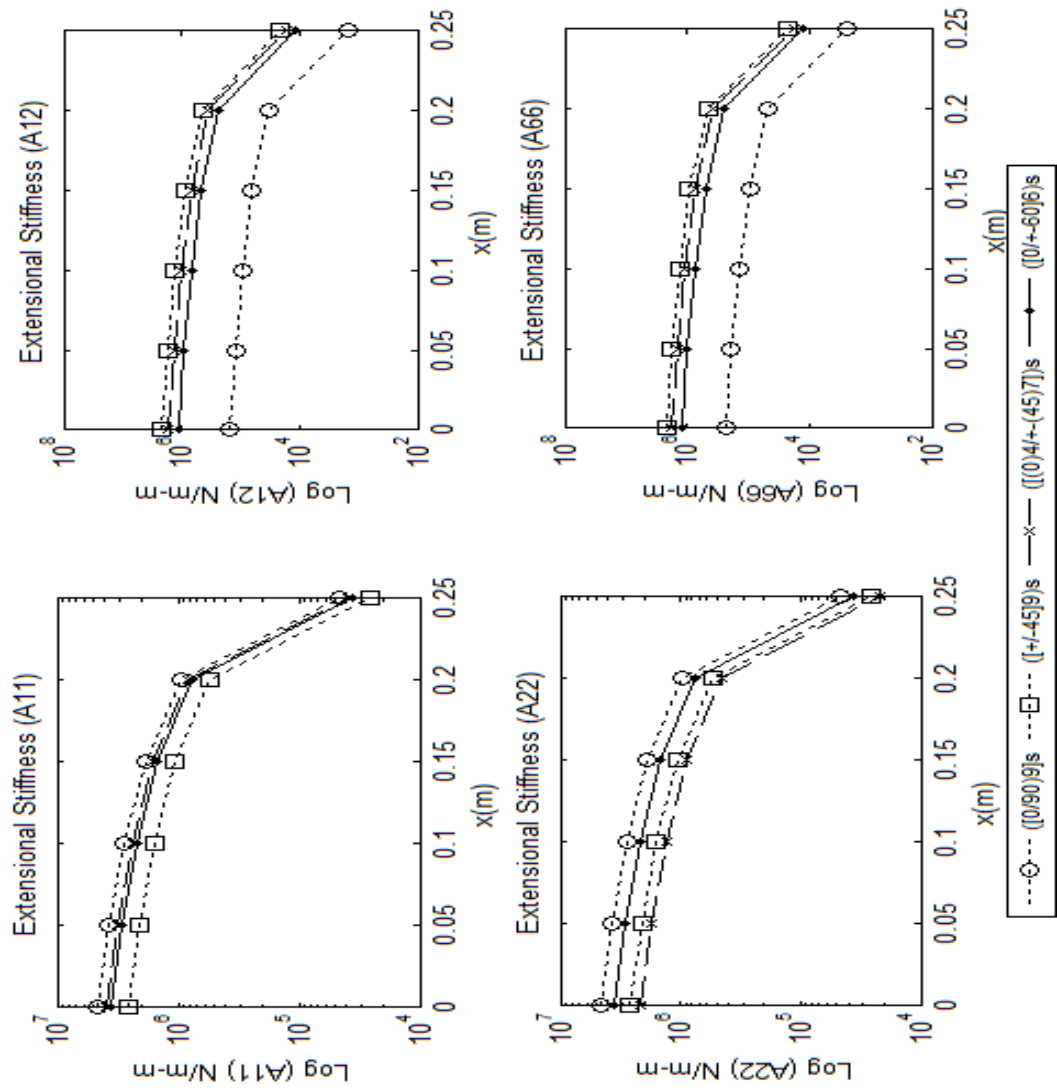 Extensional Stiffness (A11)
Log (A11) N/m-m
10^7
10^6
10^5
10^4
0 0.05 0.1 0.15 0.2 0.25
x(m)
Extensional Stiffness (A12)
Log (A12) N/m-m
10^8
10^6
10^4
10^2
0 0.05 0.1 0.15 0.2 0.25
x(m)
Extensional Stiffness (A22)
Log (A22) N/m-m
10^7
10^6
10^5
10^4
0 0.05 0.1 0.15 0.2 0.25
x(m)
Extensional Stiffness (A66)
Log (A66) N/m-m
10^8
10^6
10^4
10^2
0 0.05 0.1 0.15 0.2 0.25
x(m)
([0/90)9]s ([+/-45]9)s ([(0)4/+-(45)7])s ([0/+-60]6)s